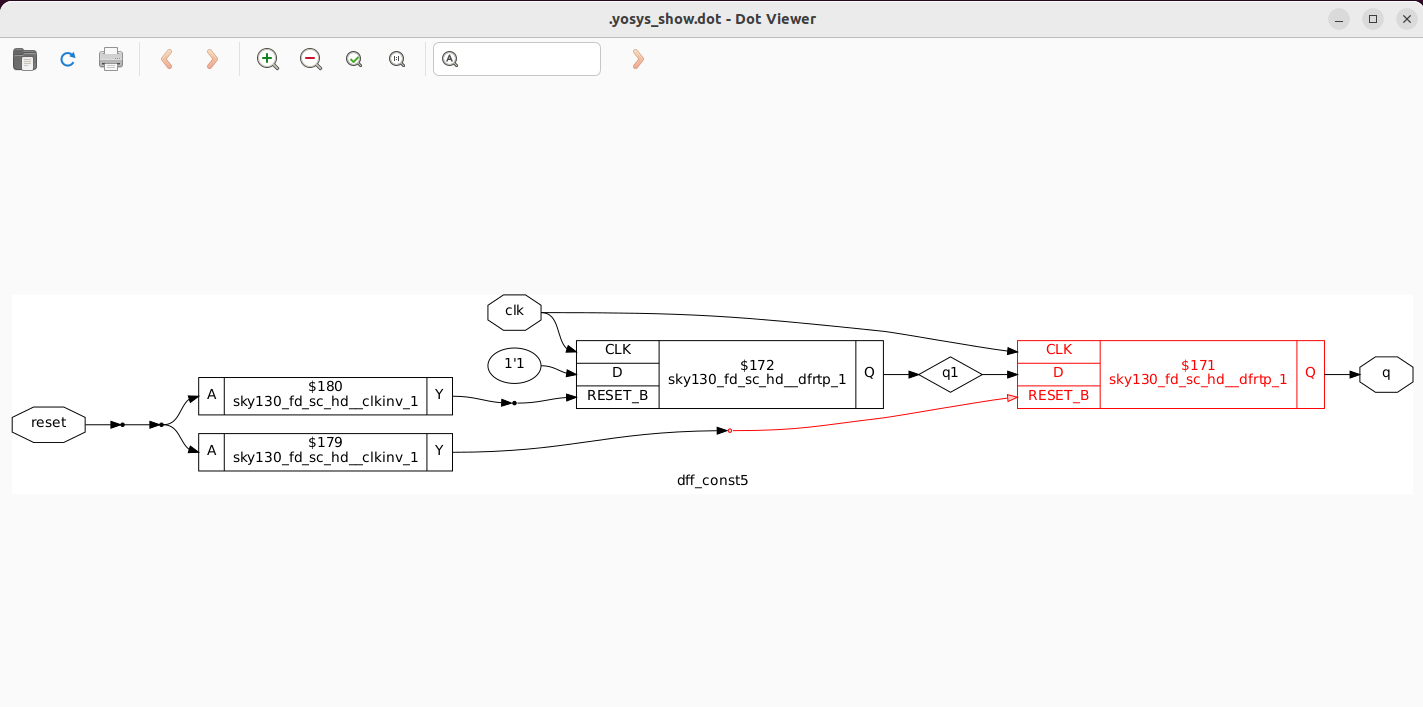 .yosys_show.dot - Dot Viewer
clk
1'1
CLK
D
RESET_B
$172
sky130_fd_sc_hd__dfrtp_1
Q
q1
CLK
D
RESET_B
$171
sky130_fd_sc_hd__dfrtp_1
Q
q
reset
A
$180
sky130_fd_sc_hd__clkinv_1
Y
A
$179
sky130_fd_sc_hd__clkinv_1
Y
dff_const5